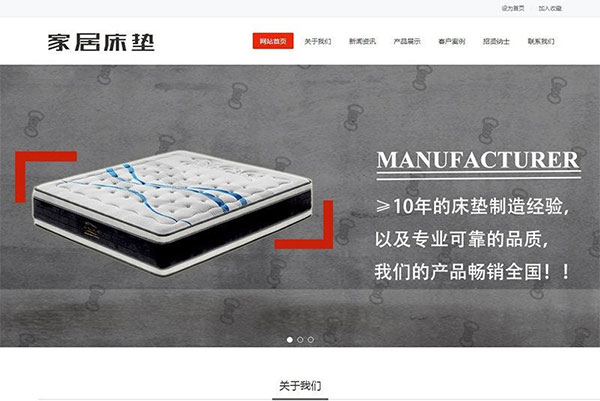 设为首页 | 加入收藏
家居床垫
网站首页 关于我们 新闻资讯 产品展示 客户案例 招贤纳士 联系我们
MANUFACTURER
≥10年的床垫制造经验,
以及专业可靠的品质,
我们的产品畅销全国！！
关于我们